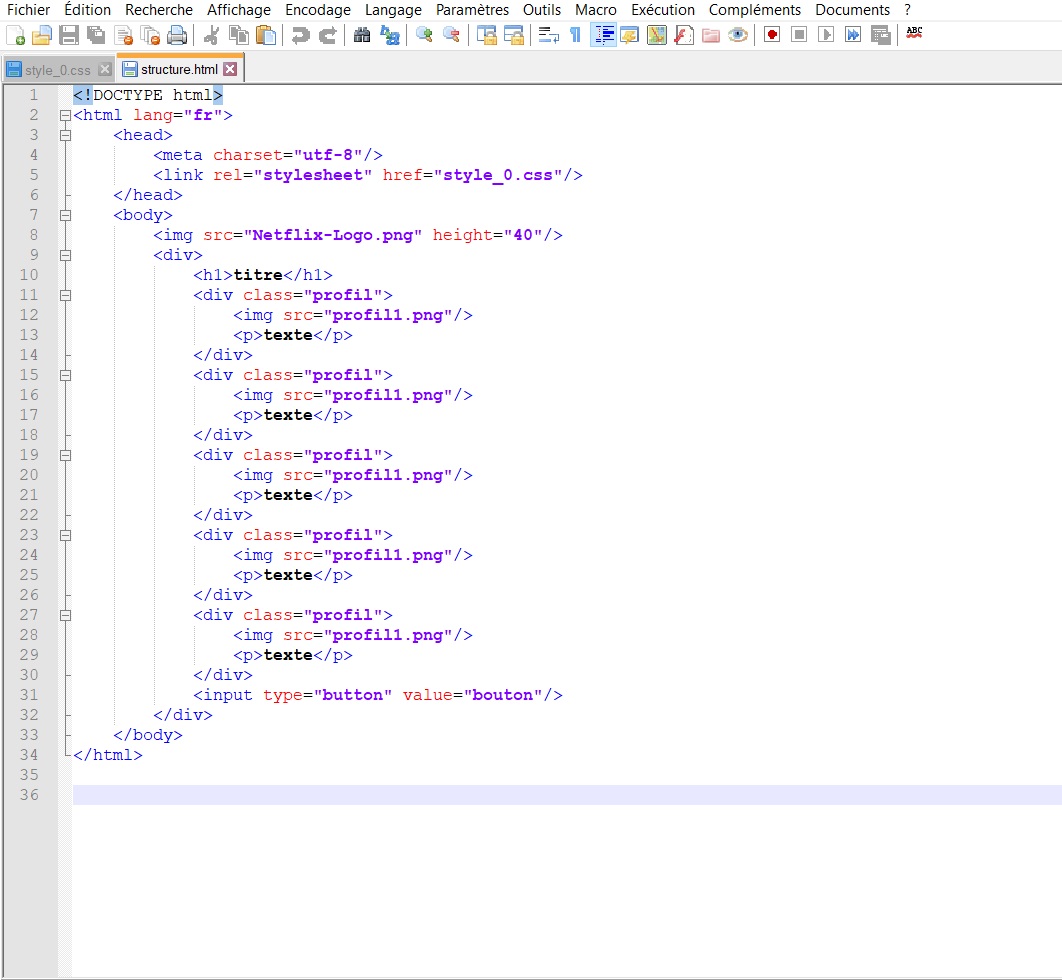 Fichier Édition Recherche Affichage Encodage Langage Paramètres Outils Macro Exécution Compléments Documents ?
ABC
style_0.css structure.html
1 <!DOCTYPE html>
2 <html lang="fr">
3 <head>
4 <meta charset="utf-8"/>
5 <link rel="stylesheet" href="style_0.css"/>
6 </head>
7 <body>
8 <img src="Netflix-Logo.png" height="40"/>
9 <div>
10 <h1>titre</h1>
11 <div class="profil">
12 <img src="profil1.png"/>
13 <p>texte</p>
14 </div>
15 <div class="profil">
16 <img src="profil1.png"/>
17 <p>texte</p>
18 </div>
19 <div class="profil">
20 <img src="profil1.png"/>
21 <p>texte</p>
22 </div>
23 <div class="profil">
24 <img src="profil1.png"/>
25 <p>texte</p>
26 </div>
27 <div class="profil">
28 <img src="profil1.png"/>
29 <p>texte</p>
30 </div>
31 <input type="button" value="bouton"/>
32 </div>
33 </body>
34 </html>
35
36